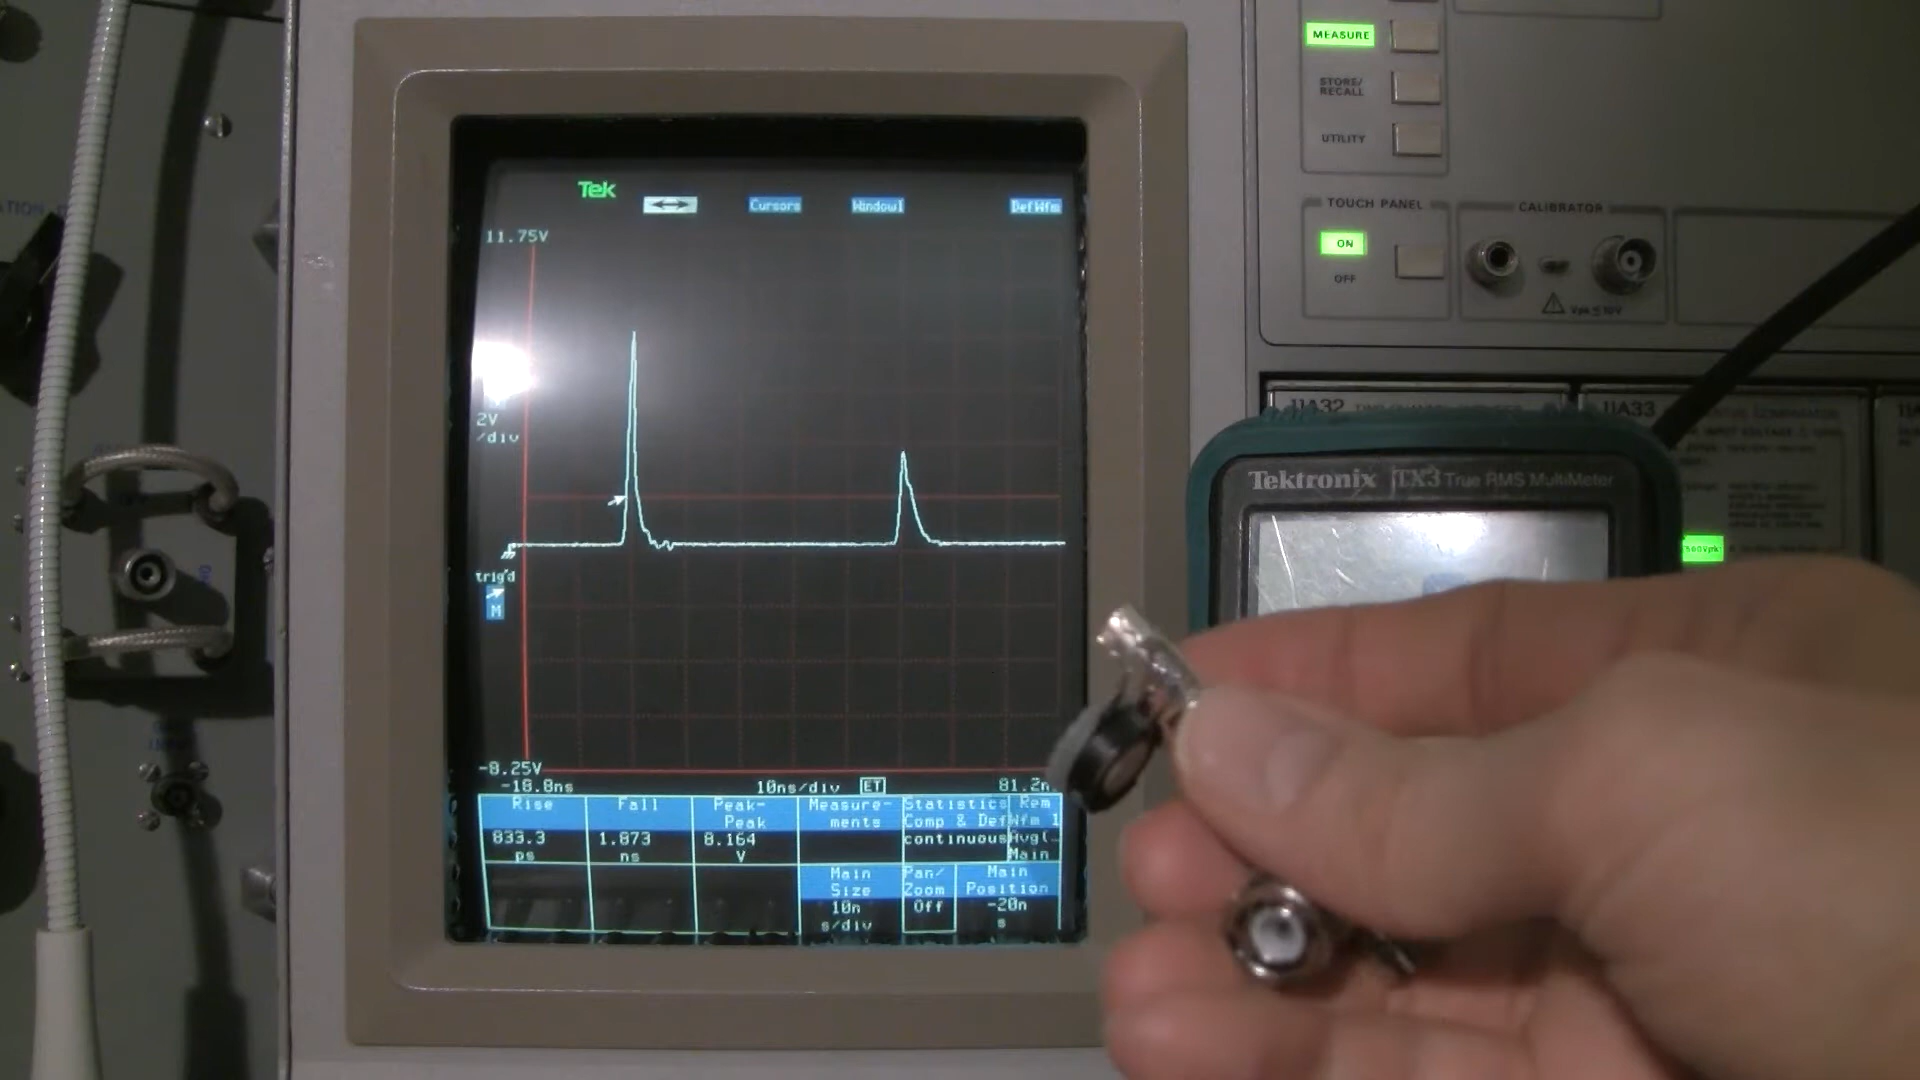 MEASURE
STORE/
RECALL
UTILITY
TOUCH PANEL
ON
OFF
CALIBRATOR
Tek
Cursors
Window1
DefWfm
11.75V
2V
/div
trig'd
M
-8.25V
-18.8ns
10ns/div
ET
81.2n
Rise
Fall
Peak-
Peak
Measure-
ments
Statistics
Comp & Def
Rem
Wfm 1
833.3
ps
1.873
ns
8.164
V
continuous
Avg(
Main
Main
Size
10n
s/div
Pan/
Zoom
Off
Main
Position
-20n
s
11A32
11A33
Tektronix TX3 True RMS MultiMeter